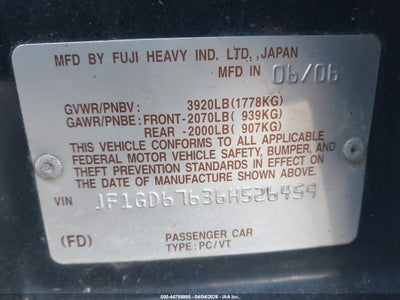 MFD BY FUJI HEAVY IND. LTD., JAPAN
MFD IN 06/06
GVWR/PNBV: 3920LB(1778KG)
GAWR/PNBE: FRONT-2070LB( 939KG)
REAR -2000LB( 907KG)
THIS VEHICLE CONFORMS TO ALL APPLICABLE
FEDERAL MOTOR VEHICLE SAFETY, BUMPER, AND
THEFT PREVENTION STANDARDS IN EFFECT ON THE
DATE OF MANUFACTURE SHOWN ABOVE.
VIN JF1GD67636H526459
(FD) PASSENGER CAR
TYPE: PC/VT
000-44758985 - 04/04/2026 - IAA Inc.